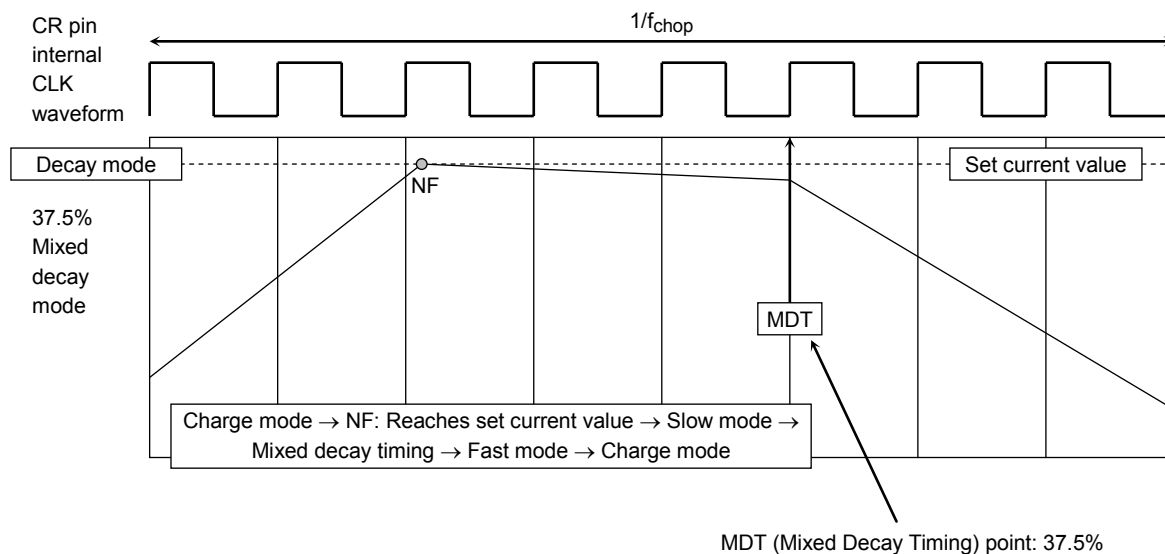 CR pin
internal
CLK
waveform
1/fchop
Decay mode
Set current value
NF
37.5%
Mixed
decay
mode
MDT
Charge mode → NF: Reaches set current value → Slow mode →
Mixed decay timing → Fast mode → Charge mode
MDT (Mixed Decay Timing) point: 37.5%